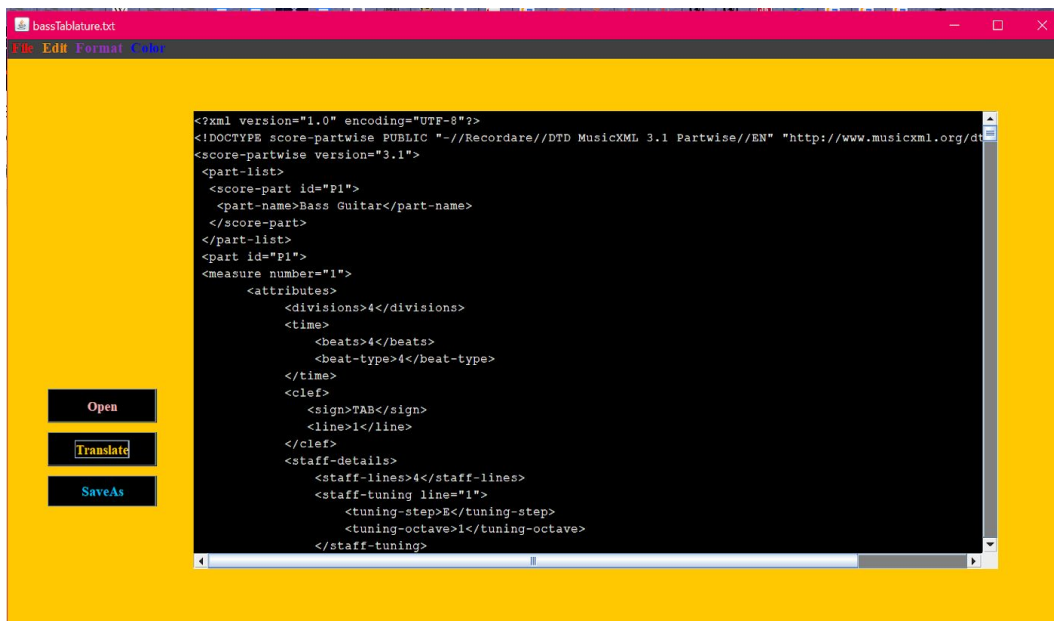 bassTablature.txt
File Edit Format Color
<?xml version="1.0" encoding="UTF-8"?>
<!DOCTYPE score-partwise PUBLIC "-//Recordare//DTD MusicXML 3.1 Partwise//EN" "http://www.musicxml.org/dt
<score-partwise version="3.1">
<part-list>
<score-part id="P1">
<part-name>Bass Guitar</part-name>
</score-part>
</part-list>
<part id="P1">
<measure number="1">
<attributes>
<divisions>4</divisions>
<time>
<beats>4</beats>
<beat-type>4</beat-type>
</time>
<clef>
<sign>TAB</sign>
<line>1</line>
</clef>
<staff-details>
<staff-lines>4</staff-lines>
<staff-tuning line="1">
<tuning-step>E</tuning-step>
<tuning-octave>1</tuning-octave>
</staff-tuning>
Open
Translate
SaveAs